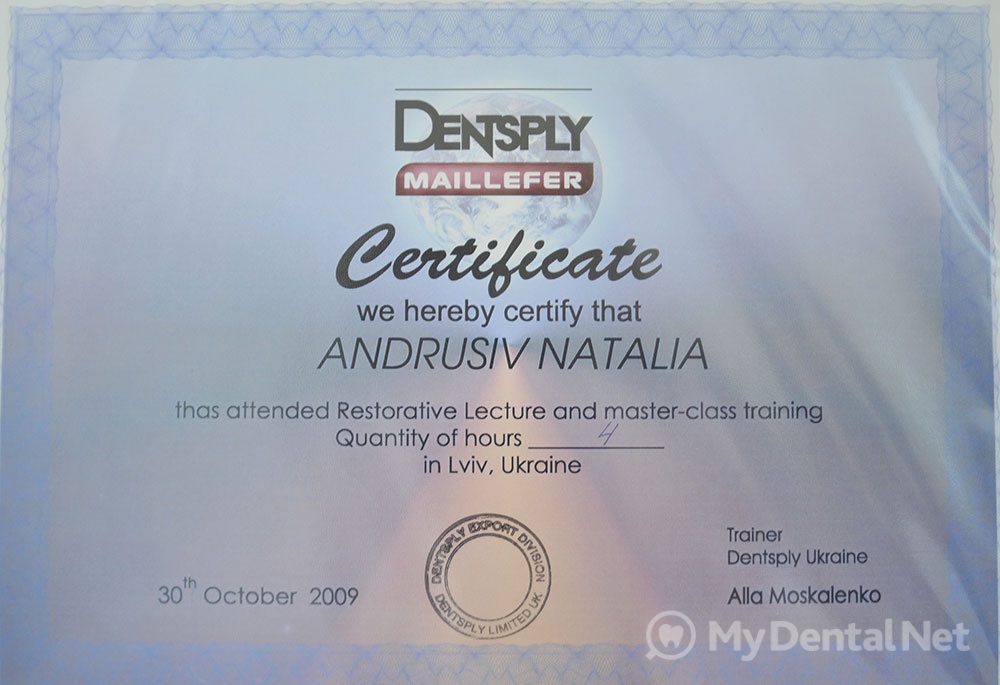 DENTSPLY
MAILLEFER
Certificate
we hereby certify that
ANDRUSIV NATALIA
thas attended Restorative Lecture and master-class training
Quantity of hours 4
in Lviv, Ukraine
DENTSPLY EXPORT DIVISION
DENTSPLY LIMITED UK
Trainer
Dentsply Ukraine
30th October 2009
Alla Moskalenko
MyDentalNet